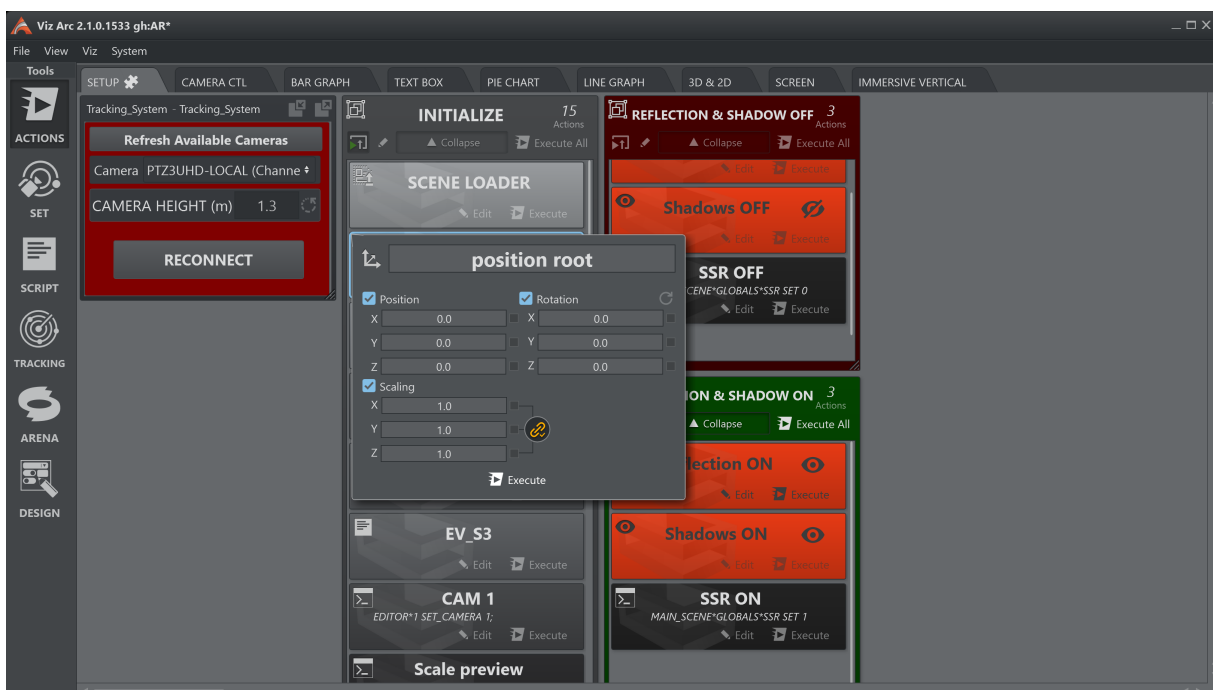 Viz Arc 2.1.0.1533 gh:AR*
File View Viz System
Tools
SETUP CAMERA CTL BAR GRAPH TEXT BOX PIE CHART LINE GRAPH 3D & 2D SCREEN IMMERSIVE VERTICAL
ACTIONS
SET
SCRIPT
TRACKING
ARENA
DESIGN
Tracking_System - Tracking_System
Refresh Available Cameras
Camera PTZ3UHD-LOCAL (Channe
CAMERA HEIGHT (m) 1.3
RECONNECT
INITIALIZE 15
Actions
Collapse Execute All
SCENE LOADER
Edit Execute
position root
Position Rotation
X 0.0 X 0.0
Y 0.0 Y 0.0
Z 0.0 Z 0.0
Scaling
X 1.0
Y 1.0
Z 1.0
Execute
EV_S3
Edit Execute
CAM 1
EDITOR*1 SET_CAMERA 1;
Edit Execute
Scale preview
REFLECTION & SHADOW OFF 3
Actions
Collapse Execute All
Edit Execute
Shadows OFF
Edit Execute
SSR OFF
CENE*GLOBALS*SSR SET 0
Edit Execute
ION & SHADOW ON 3
Actions
Collapse Execute All
lection ON
Edit Execute
Shadows ON
Edit Execute
SSR ON
MAIN_SCENE*GLOBALS*SSR SET 1
Edit Execute